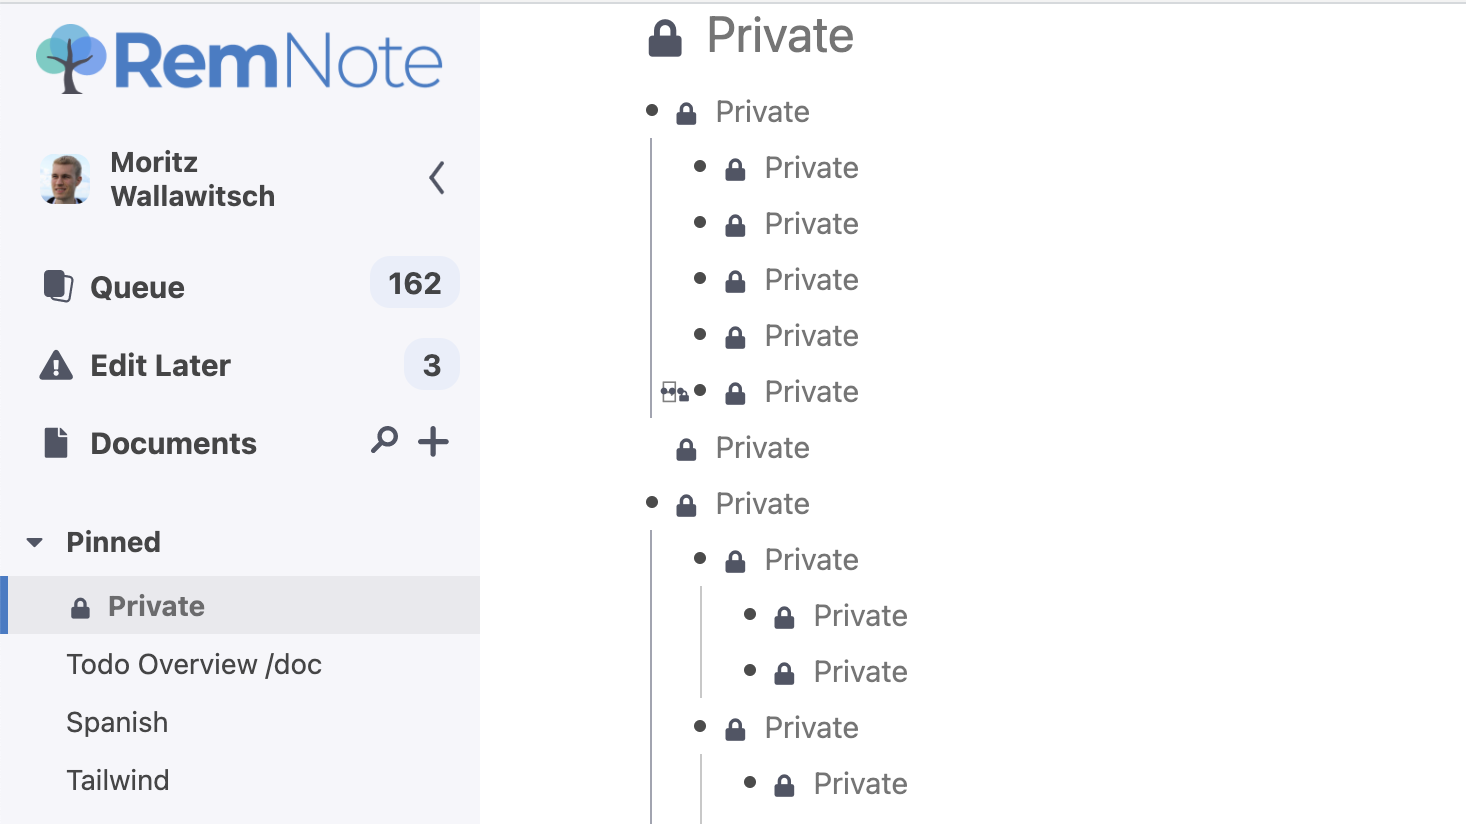 RemNote
Moritz
Wallawitsch
Queue 162
Edit Later 3
Documents
Pinned
Private
Todo Overview /doc
Spanish
Tailwind
Private
Private
Private
Private
Private
Private
Private
Private
Private
Private
Private
Private
Private
Private